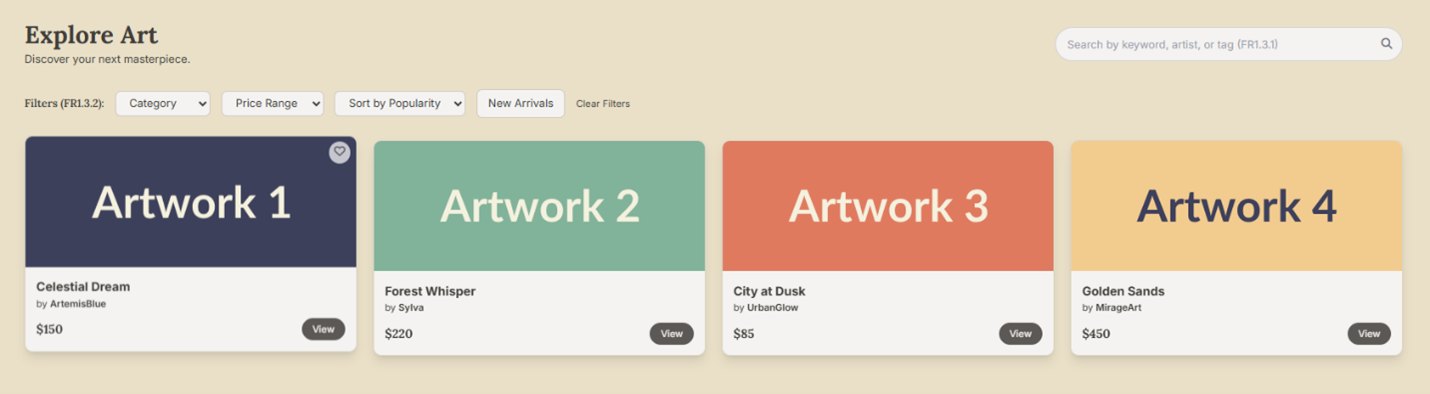 Explore Art
Discover your next masterpiece.
Search by keyword, artist, or tag (FR1.3.1)
Filters (FR1.3.2): Category Price Range Sort by Popularity New Arrivals Clear Filters
Artwork 1
Celestial Dream
by ArtemisBlue
$150 View
Artwork 2
Forest Whisper
by Sylva
$220 View
Artwork 3
City at Dusk
by UrbanGlow
$85 View
Artwork 4
Golden Sands
by MirageArt
$450 View